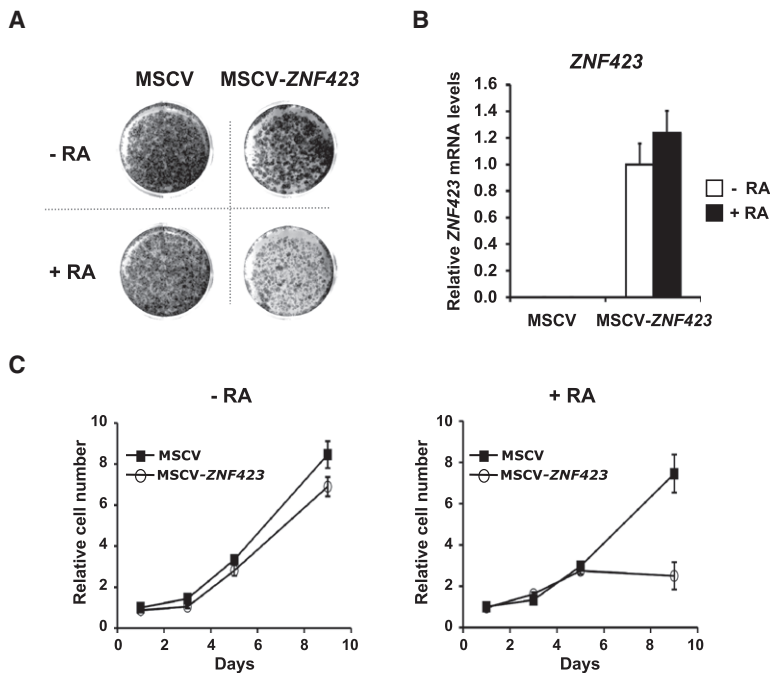 A
MSCV MSCV-ZNF423
- RA
+ RA
B
ZNF423
Relative ZNF423 mRNA levels
1.6
1.4
1.2
1.0
0.8
0.6
0.4
0.2
0.0
MSCV MSCV-ZNF423
- RA
+ RA
C
- RA
Relative cell number
10
8
6
4
2
0
MSCV
MSCV-ZNF423
0 2 4 6 8 10
Days
+ RA
Relative cell number
10
8
6
4
2
0
MSCV
MSCV-ZNF423
0 2 4 6 8 10
Days